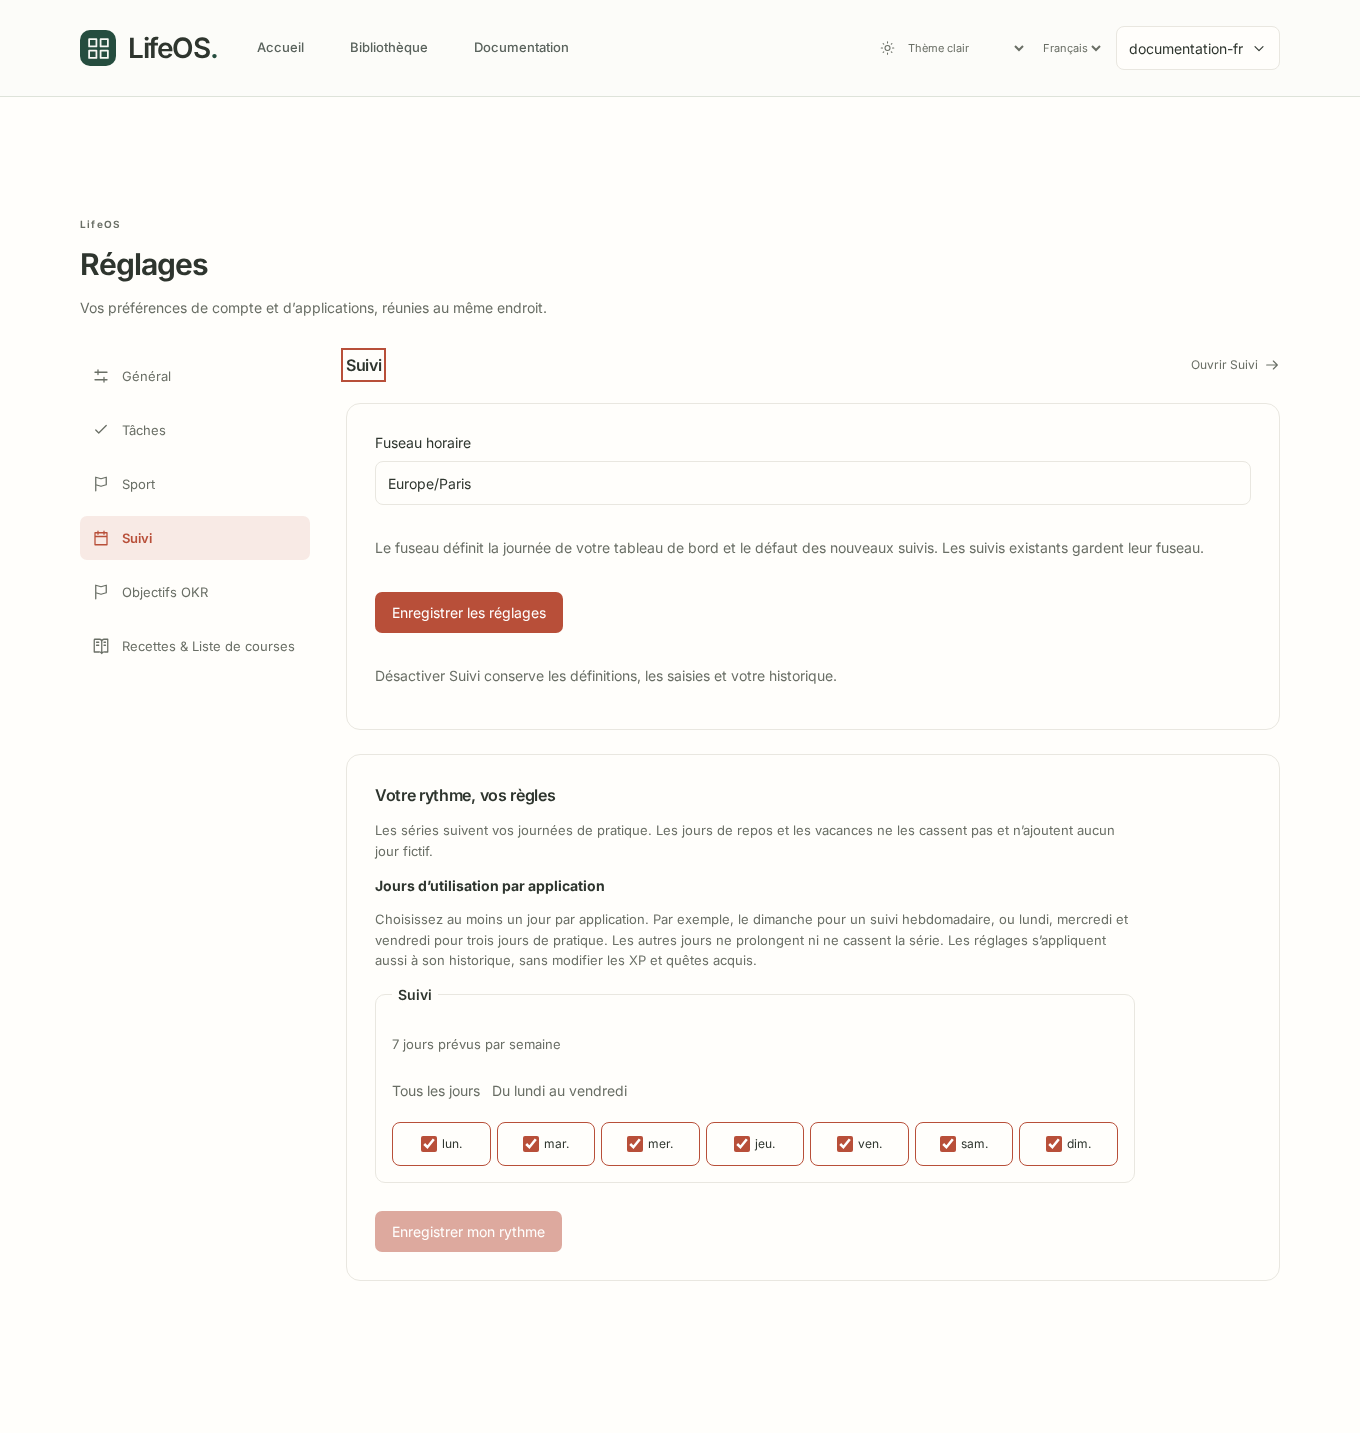 LifeOS.
Accueil
Bibliothèque
Documentation
Thème clair
Français
documentation-fr
LifeOS
Réglages
Vos préférences de compte et d’applications, réunies au même endroit.
Général
Tâches
Sport
Suivi
Objectifs OKR
Recettes & Liste de courses
Suivi
Ouvrir Suivi
Fuseau horaire
Europe/Paris
Le fuseau définit la journée de votre tableau de bord et le défaut des nouveaux suivis. Les suivis existants gardent leur fuseau.
Enregistrer les réglages
Désactiver Suivi conserve les définitions, les saisies et votre historique.
Votre rythme, vos règles
Les séries suivent vos journées de pratique. Les jours de repos et les vacances ne les cassent pas et n’ajoutent aucun
jour fictif.
Jours d’utilisation par application
Choisissez au moins un jour par application. Par exemple, le dimanche pour un suivi hebdomadaire, ou lundi, mercredi et
vendredi pour trois jours de pratique. Les autres jours ne prolongent ni ne cassent la série. Les réglages s’appliquent
aussi à son historique, sans modifier les XP et quêtes acquis.
Suivi
7 jours prévus par semaine
Tous les jours
Du lundi au vendredi
lun.
mar.
mer.
jeu.
ven.
sam.
dim.
Enregistrer mon rythme